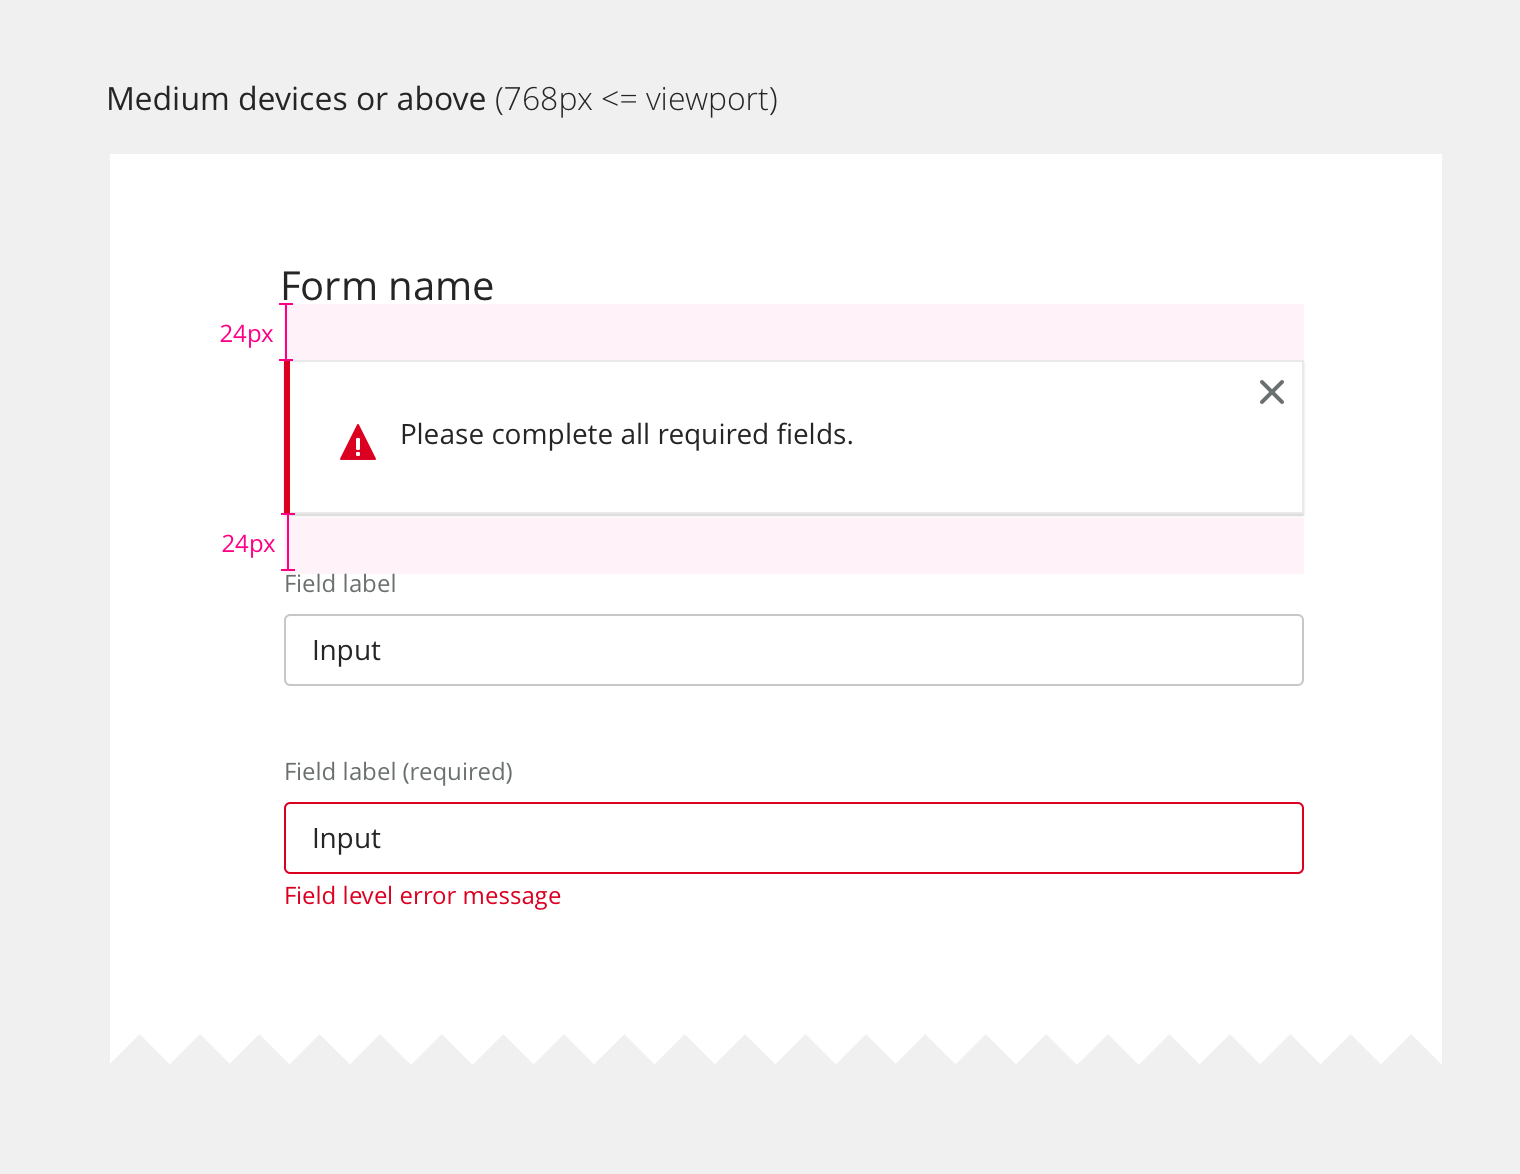 Medium devices or above (768px <= viewport)
Form name
24px
Please complete all required fields.
24px
Field label
Input
Field label (required)
Input
Field level error message